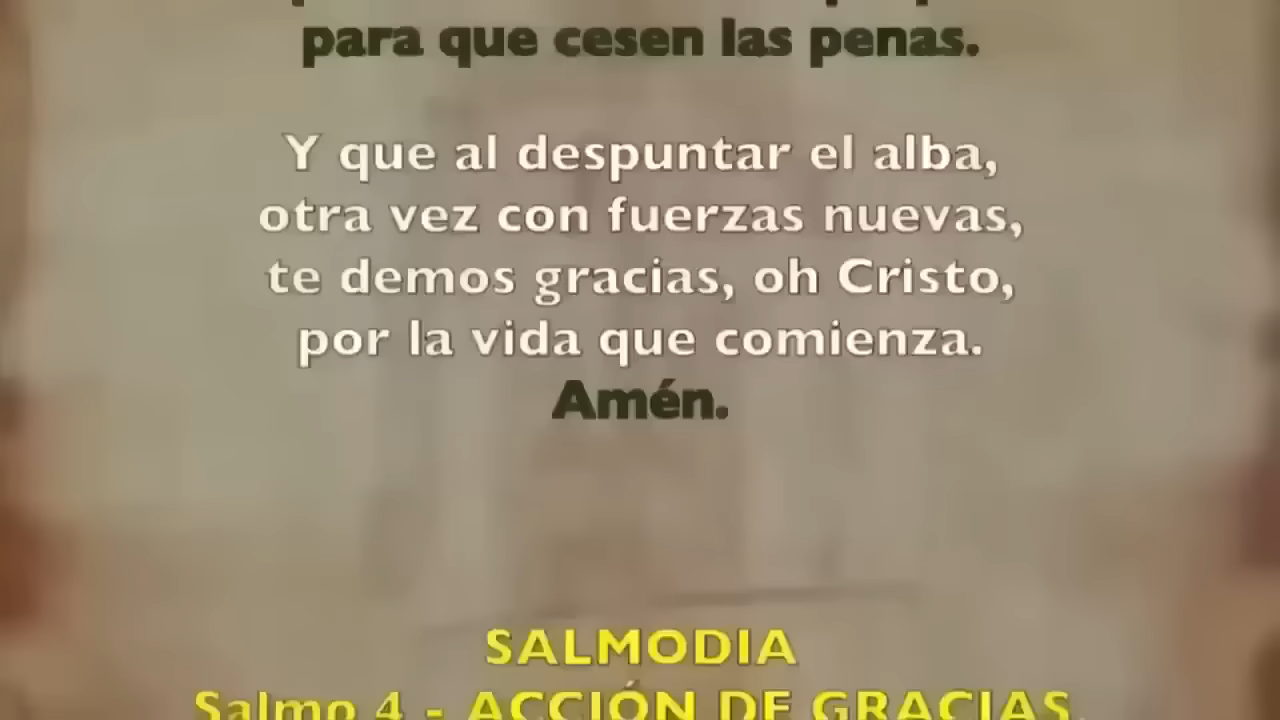 para que cesen las penas.
Y que al despuntar el alba,
otra vez con fuerzas nuevas,
te demos gracias, oh Cristo,
por la vida que comienza.
Amén.
SALMODIA
Salmo 4 - ACCIÓN DE GRACIAS.